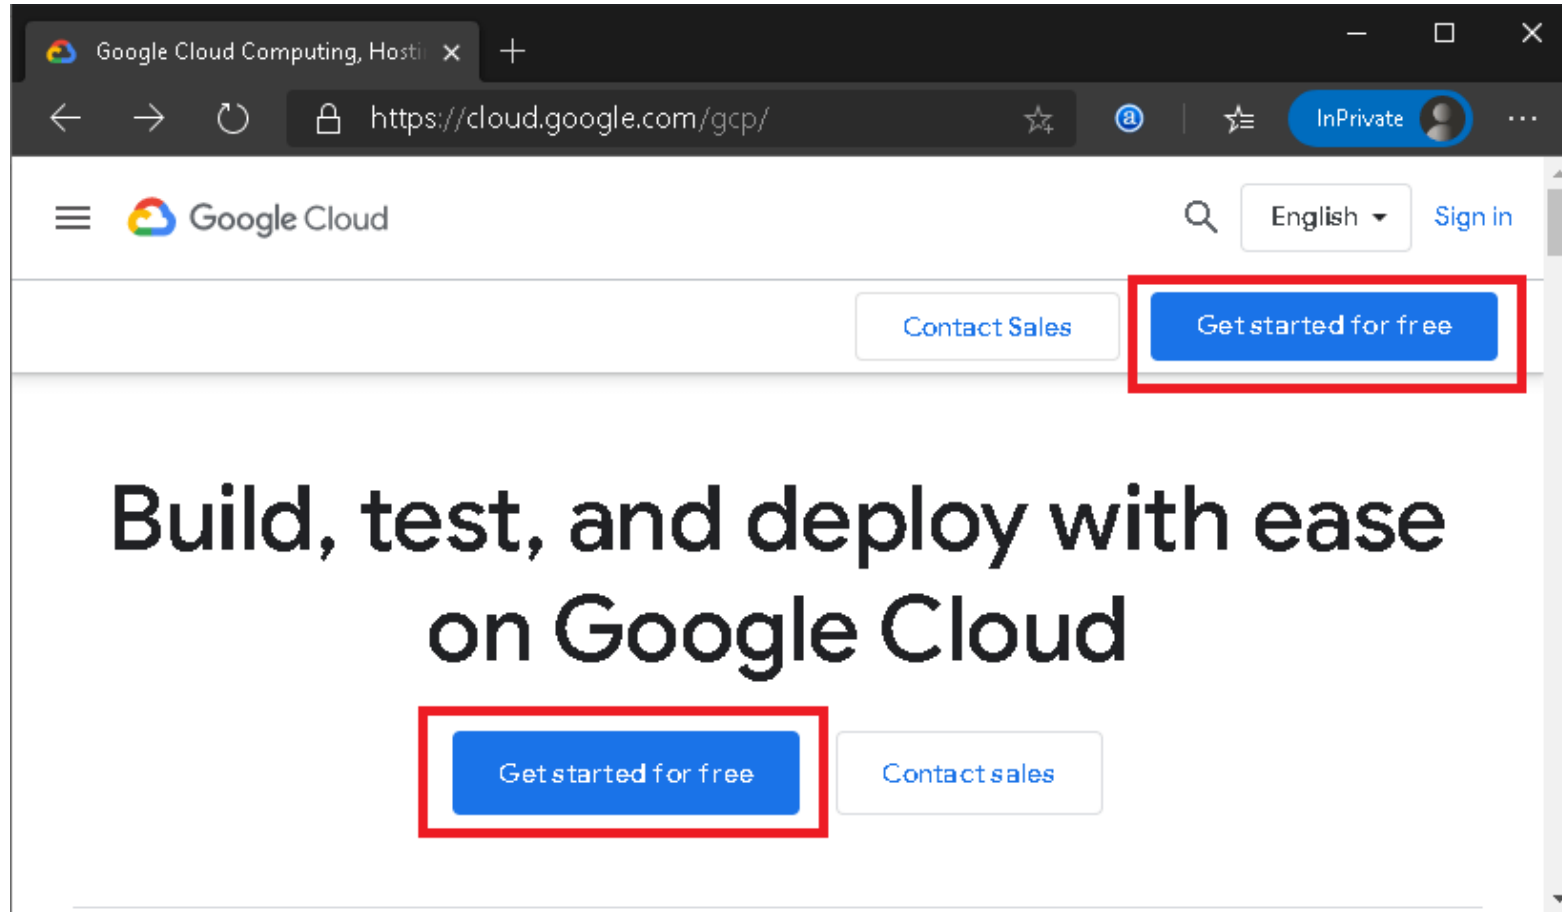 Google Cloud Computing, Hosti
https://cloud.google.com/gcp/
a
InPrivate
Google Cloud
English
Sign in
Contact Sales
Get started for free
Build, test, and deploy with ease
on Google Cloud
Get started for free
Contact sales